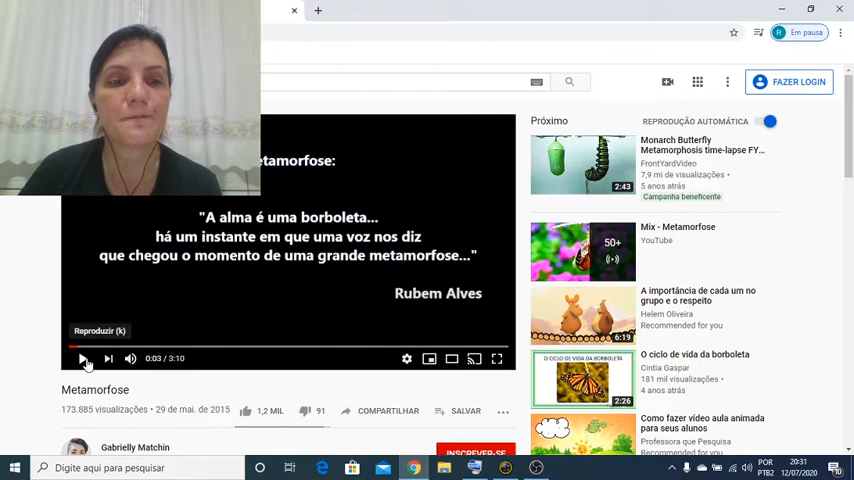 Em pausa
FAZER LOGIN
etamorfose:
"A alma é uma borboleta...
há um instante em que uma voz nos diz
que chegou o momento de uma grande metamorfose..."
Rubem Alves
Reproduzir (k)
0:03 / 3:10
Metamorfose
173.885 visualizações • 29 de mai. de 2015
1,2 MIL
91
COMPARTILHAR
SALVAR
Gabrielly Matchin
INSCREVER-SE
Próximo
REPRODUÇÃO AUTOMÁTICA
2:43
Monarch Butterfly
Metamorphosis time-lapse FY...
FrontYardVideo
7,9 mi de visualizações •
5 anos atrás
Campanha beneficente
50+
Mix - Metamorfose
YouTube
6:19
A importância de cada um no
grupo e o respeito
Helem Oliveira
Recommended for you
O CICLO DE VIDA DA BORBOLETA
2:26
O ciclo de vida da borboleta
Cintia Gaspar
181 mil visualizações •
4 anos atrás
Como fazer vídeo aula animada
para seus alunos
Professora que Pesquisa
Recommended for you
Digite aqui para pesquisar
POR
PTB2
20:31
12/07/2020
10